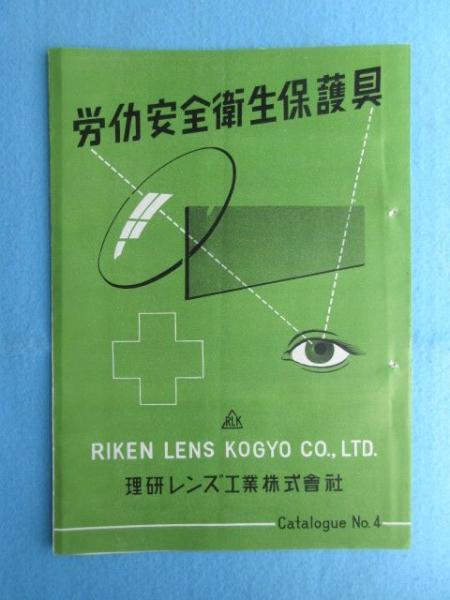 労仂安全衛生保護具
RLK
RIKEN LENS KOGYO CO., LTD.
理研レンズ工業株式會社
Catalogue No. 4